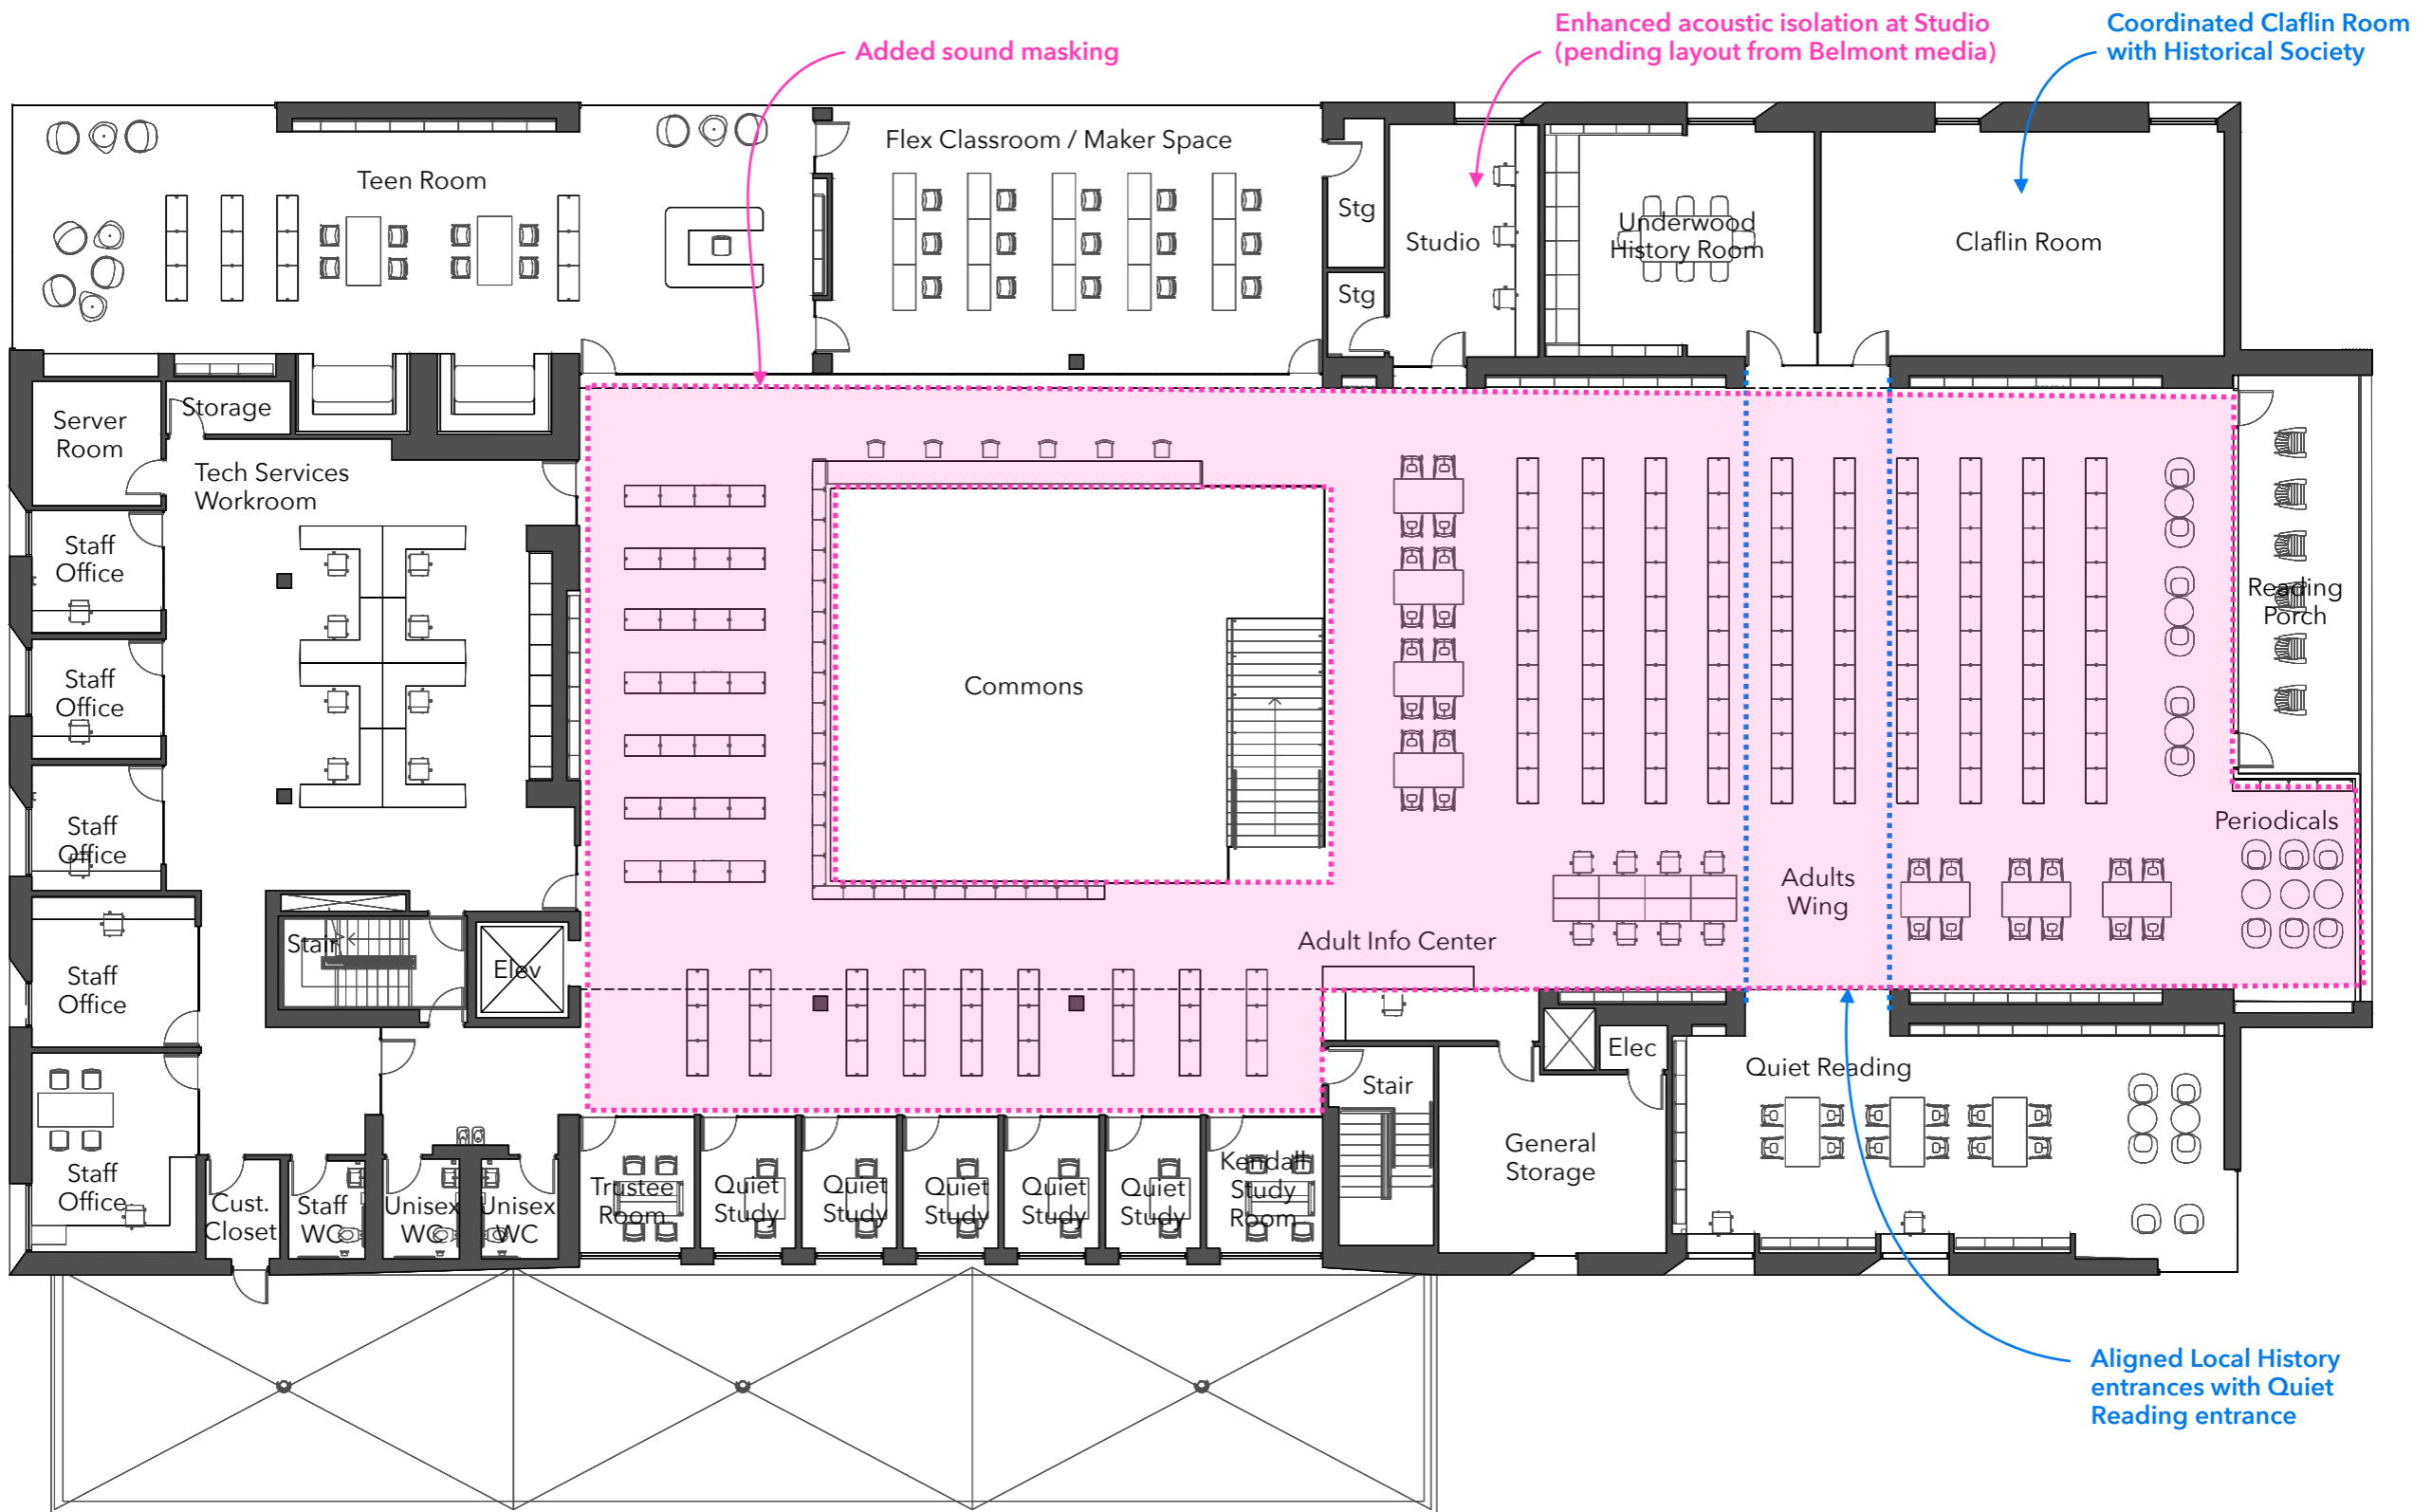 Enhanced acoustic isolation at Studio
(pending layout from Belmont media)
Coordinated Claflin Room
with Historical Society
Added sound masking
Flex Classroom / Maker Space
Teen Room
Stg
Studio
Underwood
History Room
Claflin Room
Stg
Server
Room
Storage
Tech Services
Workroom
Staff
Office
Staff
Office
Staff
Office
Staff
Office
Staff
Office
Commons
Reading
Porch
Periodicals
Adults
Wing
Adult Info Center
Stair
Elev
Elec
Stair
Quiet Reading
General
Storage
Cust.
Closet
Staff
WC
Unisex
WC
Unisex
WC
Trustee
Room
Quiet
Study
Quiet
Study
Quiet
Study
Quiet
Study
Quiet
Study
Kendall
Study
Room
Aligned Local History
entrances with Quiet
Reading entrance